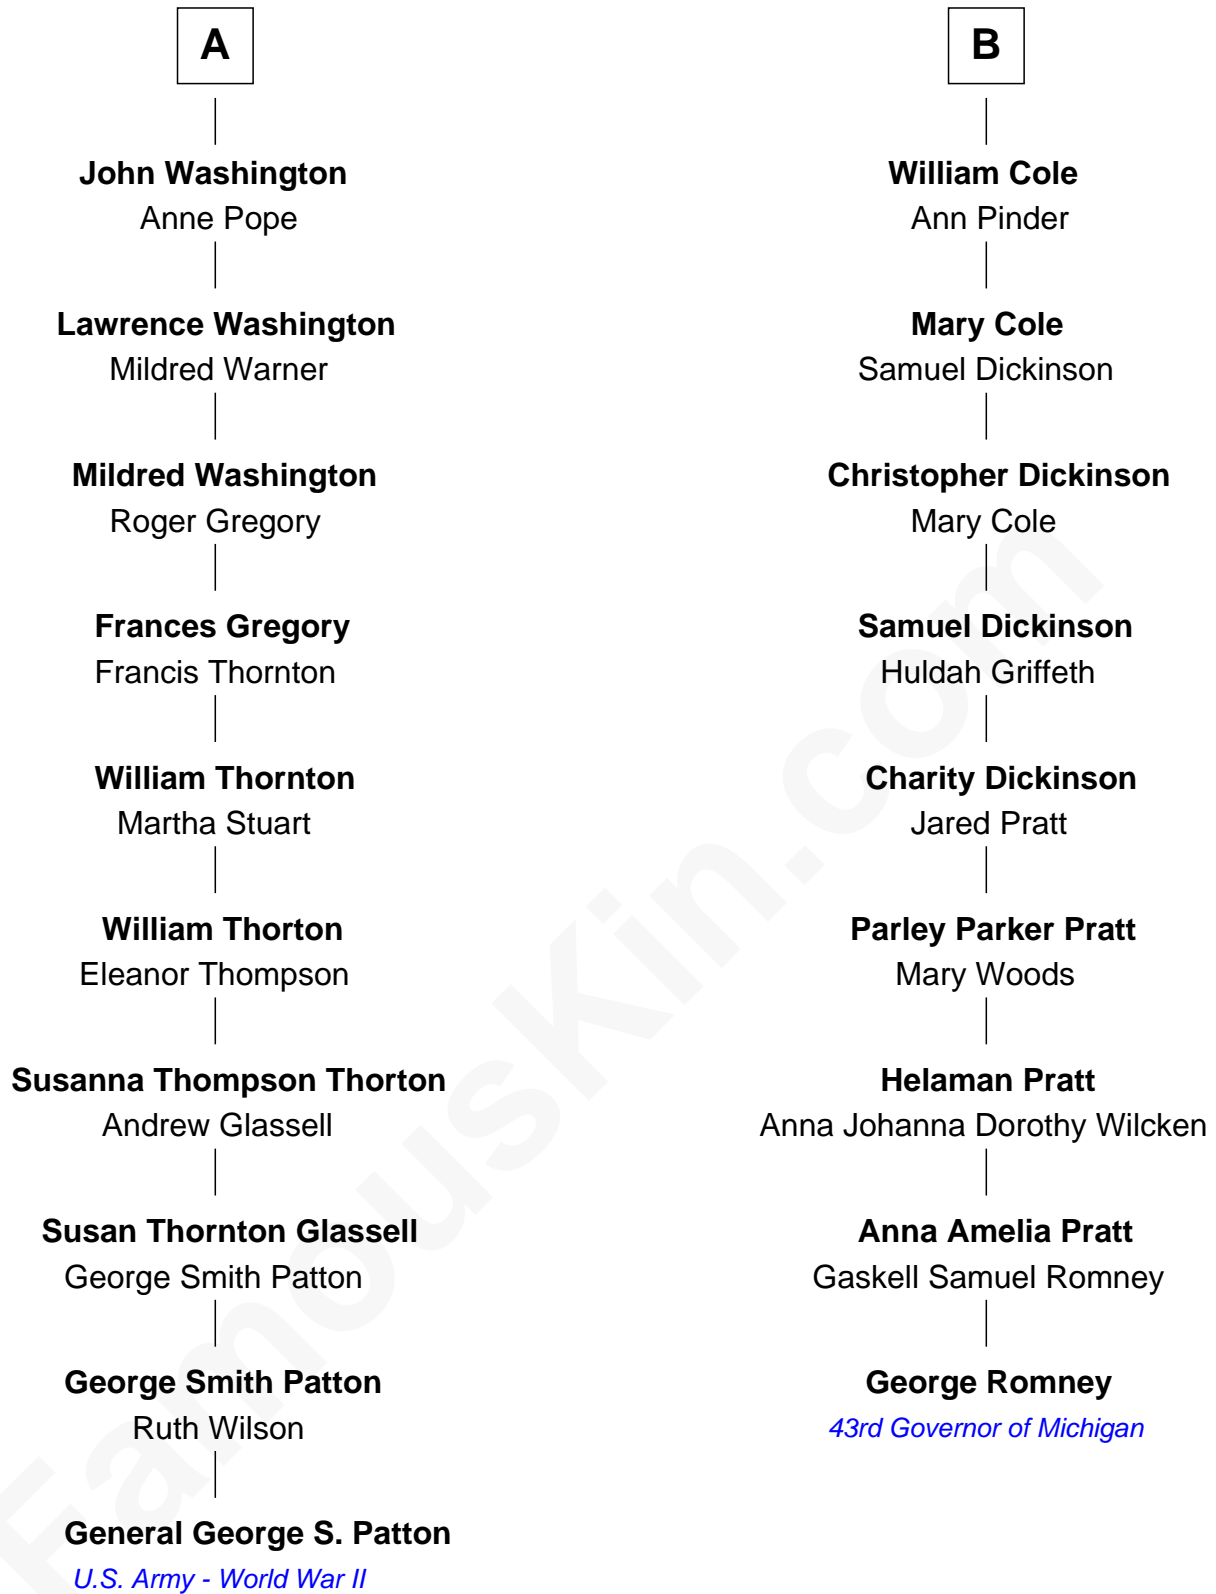 A
John Washington
Anne Pope
Lawrence Washington
Mildred Warner
Mildred Washington
Roger Gregory
Frances Gregory
Francis Thornton
William Thornton
Martha Stuart
William Thorton
Eleanor Thompson
Susanna Thompson Thorton
Andrew Glassell
Susan Thornton Glassell
George Smith Patton
George Smith Patton
Ruth Wilson
General George S. Patton
U.S. Army - World War II
B
William Cole
Ann Pinder
Mary Cole
Samuel Dickinson
Christopher Dickinson
Mary Cole
Samuel Dickinson
Huldah Griffeth
Charity Dickinson
Jared Pratt
Parley Parker Pratt
Mary Woods
Helaman Pratt
Anna Johanna Dorothy Wilcken
Anna Amelia Pratt
Gaskell Samuel Romney
George Romney
43rd Governor of Michigan
FamousKin.com